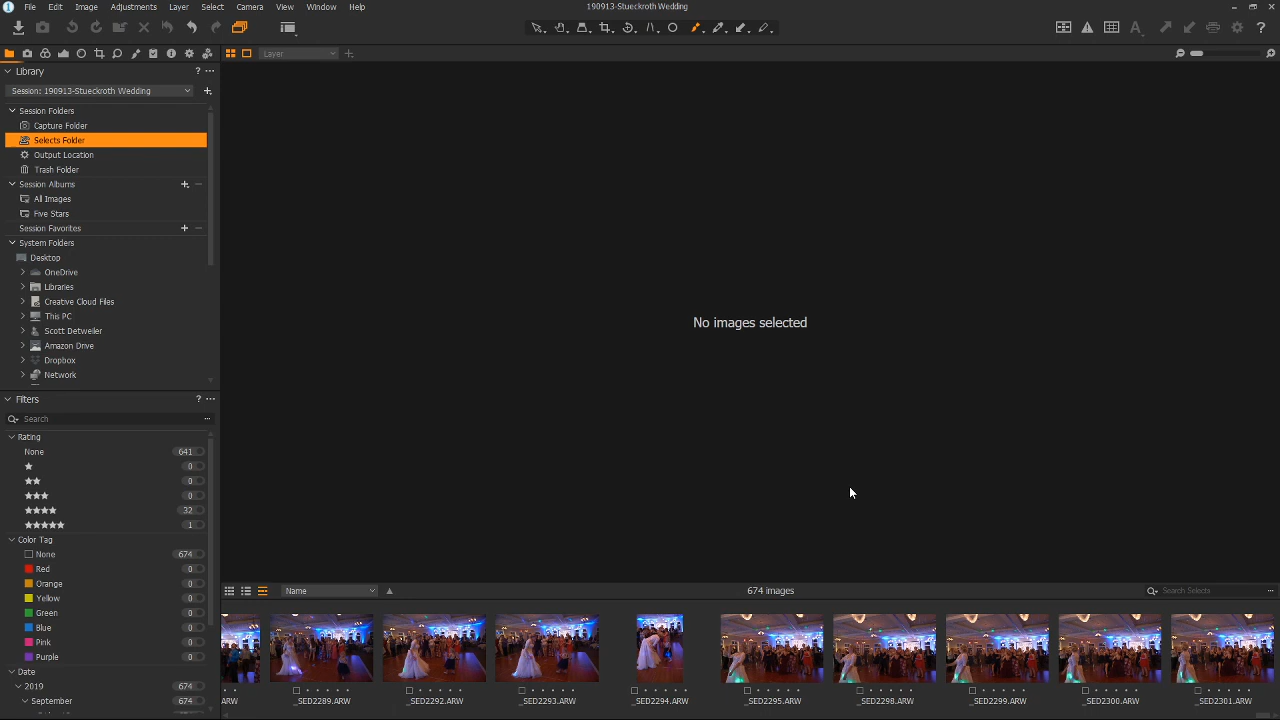 File Edit Image Adjustments Layer Select Camera View Window Help 190913-Stueckroth Wedding
Layer
Library ? ...
Session: 190913-Stueckroth Wedding
Session Folders
Capture Folder
Selects Folder
Output Location
Trash Folder
Session Albums
All Images
Five Stars
Session Favorites
System Folders
Desktop
OneDrive
Libraries
Creative Cloud Files
This PC
Scott Detweiler
Amazon Drive
Dropbox
Network
No images selected
Filters ? ...
Search
Rating
None 641
★ 0
★★ 0
★★★ 0
★★★★ 32
★★★★★ 1
Color Tag
None 674
Red 0
Orange 0
Yellow 0
Green 0
Blue 0
Pink 0
Purple 0
Date
2019 674
September 674
Name 674 images Search Selects
ARW _SED2289.ARW _SED2292.ARW _SED2293.ARW _SED2294.ARW _SED2295.ARW _SED2298.ARW _SED2299.ARW _SED2300.ARW _SED2301.ARW